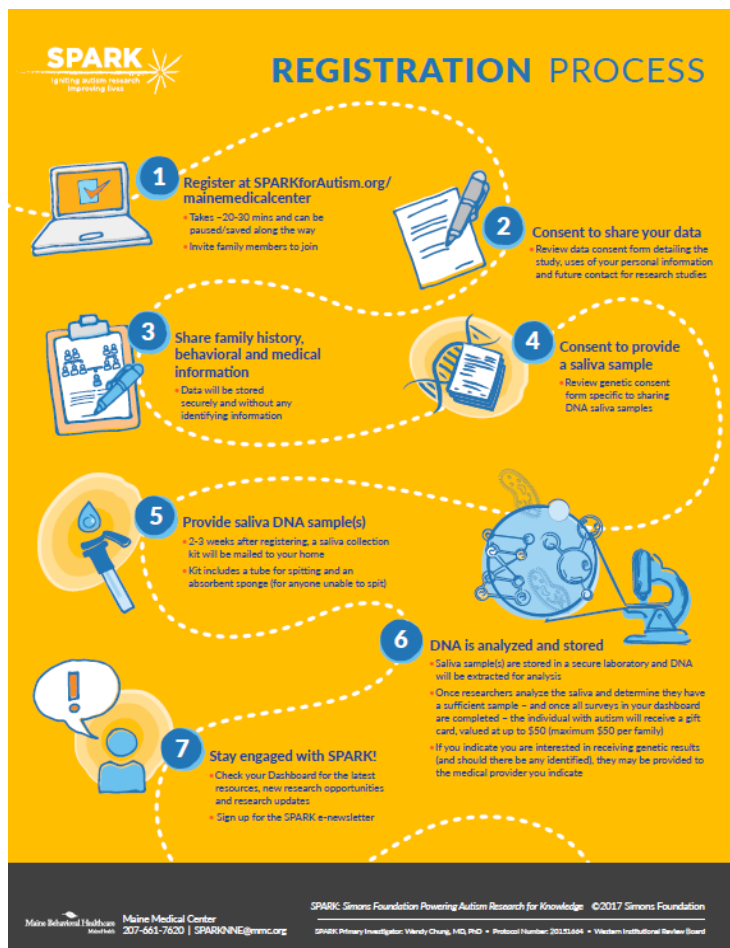 SPARK
Igniting autism research
Improving lives
REGISTRATION PROCESS
1
Register at SPARKforAutism.org/
mainemedicalcenter
• Takes ~20-30 mins and can be
paused/saved along the way
• Invite family members to join
2
Consent to share your data
• Review data consent form detailing the
study, uses of your personal information
and future contact for research studies
3
Share family history,
behavioral and medical
information
• Data will be stored
securely and without any
identifying information
4
Consent to provide
a saliva sample
• Review genetic consent
form specific to sharing
DNA saliva samples
5
Provide saliva DNA sample(s)
• 2-3 weeks after registering, a saliva collection
kit will be mailed to your home
• Kit includes a tube for spitting and an
absorbent sponge (for anyone unable to spit)
6
DNA is analyzed and stored
• Saliva sample(s) are stored in a secure laboratory and DNA
will be extracted for analysis
• Once researchers analyze the saliva and determine they have
a sufficient sample – and once all surveys in your dashboard
are completed – the individual with autism will receive a gift
card, valued at up to $50 (maximum $50 per family)
• If you indicate you are interested in receiving genetic results
(and should there be any identified), they may be provided to
the medical provider you indicate
7
Stay engaged with SPARK!
• Check your Dashboard for the latest
resources, new research opportunities
and research updates
• Sign up for the SPARK e-newsletter
Maine Behavioral Healthcare
MaineHealth
Maine Medical Center
207-661-7620 | SPARKNNE@mmc.org
SPARK: Simons Foundation Powering Autism Research for Knowledge ©2017 Simons Foundation
SPARK Primary Investigator: Wendy Chung, MD, PhD • Protocol Number: 20151664 • Western Institutional Review Board